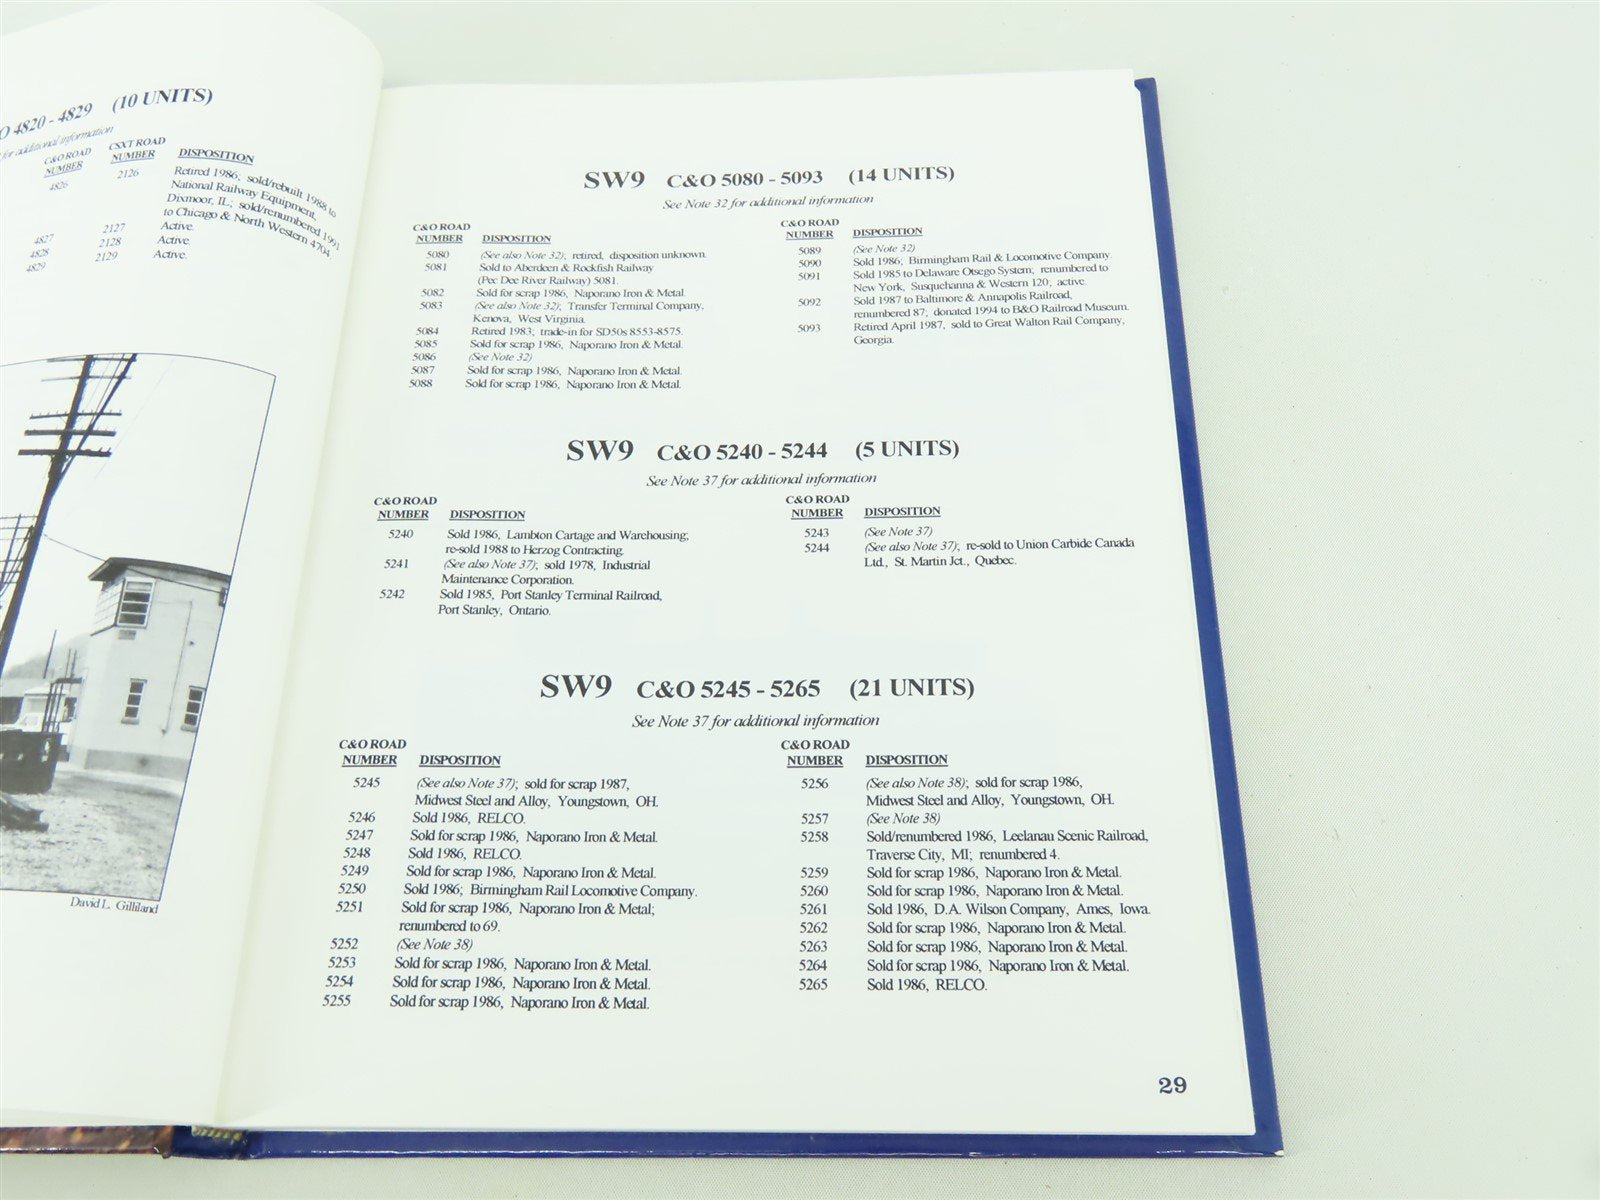 O 4820 - 4829 (10 UNITS)
for additional information
C&O ROAD
NUMBER
CSXT ROAD
NUMBER
DISPOSITION
4826 2126 Retired 1986; sold/rebuilt 1988 to
National Railway Equipment,
Dixmoor, IL; sold/renumbered 1991
to Chicago & North Western 4704.
4827 2127 Active.
4828 2128 Active.
4829 2129 Active.
David L. Gilliland
SW9 C&O 5080 - 5093 (14 UNITS)
See Note 32 for additional information
C&O ROAD
NUMBER DISPOSITION
5080 (See also Note 32); retired, disposition unknown.
5081 Sold to Aberdeen & Rockfish Railway
(Pee Dee River Railway) 5081.
5082 Sold for scrap 1986, Naporano Iron & Metal.
5083 (See also Note 32); Transfer Terminal Company,
Kenova, West Virginia.
5084 Retired 1983; trade-in for SD50s 8553-8575.
5085 Sold for scrap 1986, Naporano Iron & Metal.
5086 (See Note 32)
5087 Sold for scrap 1986, Naporano Iron & Metal.
5088 Sold for scrap 1986, Naporano Iron & Metal.
C&O ROAD
NUMBER DISPOSITION
5089 (See Note 32)
5090 Sold 1986; Birmingham Rail & Locomotive Company.
5091 Sold 1985 to Delaware Otsego System; renumbered to
New York, Susquehanna & Western 120; active.
5092 Sold 1987 to Baltimore & Annapolis Railroad,
renumbered 87; donated 1994 to B&O Railroad Museum.
5093 Retired April 1987, sold to Great Walton Rail Company,
Georgia.
SW9 C&O 5240 - 5244 (5 UNITS)
See Note 37 for additional information
C&O ROAD
NUMBER DISPOSITION
5240 Sold 1986, Lambton Cartage and Warehousing;
re-sold 1988 to Herzog Contracting.
5241 (See also Note 37); sold 1978, Industrial
Maintenance Corporation.
5242 Sold 1985, Port Stanley Terminal Railroad,
Port Stanley, Ontario.
C&O ROAD
NUMBER DISPOSITION
5243 (See Note 37)
5244 (See also Note 37); re-sold to Union Carbide Canada
Ltd., St. Martin Jct., Quebec.
SW9 C&O 5245 - 5265 (21 UNITS)
See Note 37 for additional information
C&O ROAD
NUMBER DISPOSITION
5245 (See also Note 37); sold for scrap 1987,
Midwest Steel and Alloy, Youngstown, OH.
5246 Sold 1986, RELCO.
5247 Sold for scrap 1986, Naporano Iron & Metal.
5248 Sold 1986, RELCO.
5249 Sold for scrap 1986, Naporano Iron & Metal.
5250 Sold 1986; Birmingham Rail Locomotive Company.
5251 Sold for scrap 1986, Naporano Iron & Metal;
renumbered to 69.
5252 (See Note 38)
5253 Sold for scrap 1986, Naporano Iron & Metal.
5254 Sold for scrap 1986, Naporano Iron & Metal.
5255 Sold for scrap 1986, Naporano Iron & Metal.
C&O ROAD
NUMBER DISPOSITION
5256 (See also Note 38); sold for scrap 1986,
Midwest Steel and Alloy, Youngstown, OH.
5257 (See Note 38)
5258 Sold/renumbered 1986, Leelanau Scenic Railroad,
Traverse City, MI; renumbered 4.
5259 Sold for scrap 1986, Naporano Iron & Metal.
5260 Sold for scrap 1986, Naporano Iron & Metal.
5261 Sold 1986, D.A. Wilson Company, Ames, Iowa.
5262 Sold for scrap 1986, Naporano Iron & Metal.
5263 Sold for scrap 1986, Naporano Iron & Metal.
5264 Sold for scrap 1986, Naporano Iron & Metal.
5265 Sold 1986, RELCO.
29